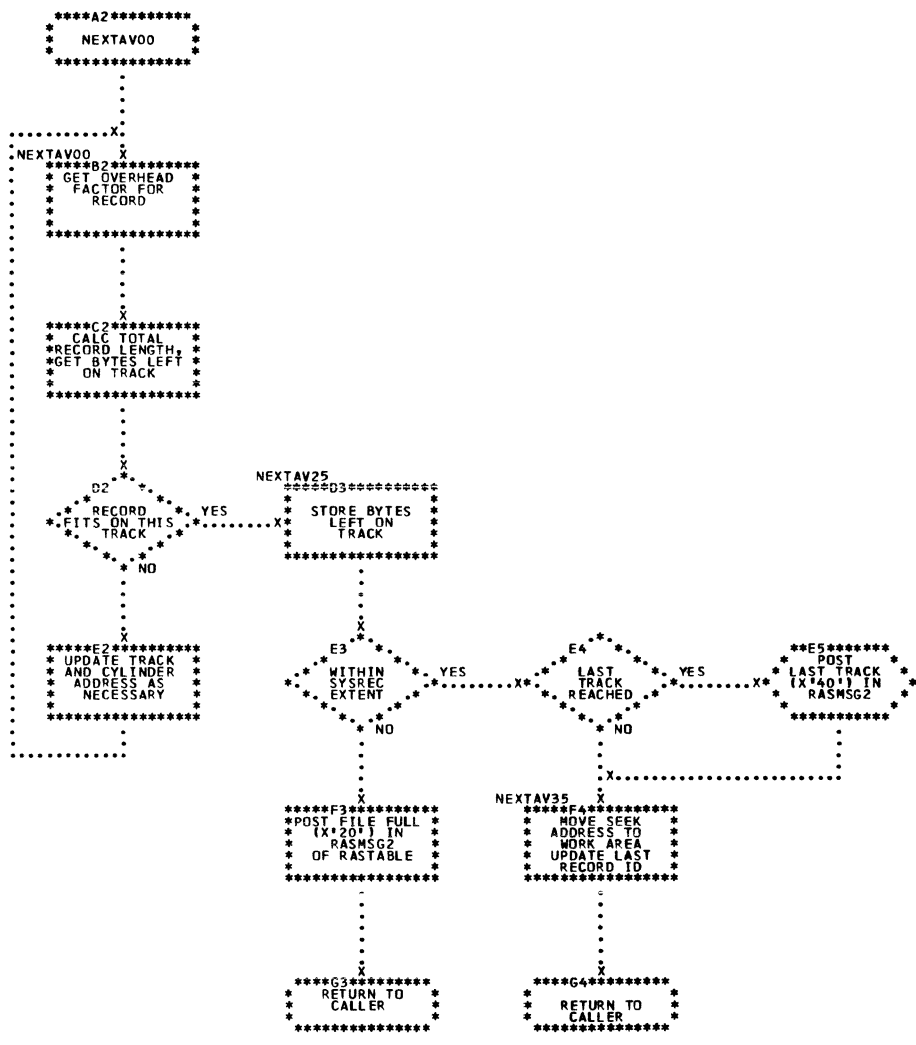 A2
NEXTAV00
NEXTAV00
B2
GET OVERHEAD
FACTOR FOR
RECORD
C2
CALC TOTAL
RECORD LENGTH,
GET BYTES LEFT
ON TRACK
D2
RECORD
FITS ON THIS
TRACK
YES
NO
NEXTAV25
D3
STORE BYTES
LEFT ON
TRACK
E2
UPDATE TRACK
AND CYLINDER
ADDRESS AS
NECESSARY
E3
WITHIN
SYSREC
EXTENT
YES
NO
E4
LAST
TRACK
REACHED
YES
NO
E5
POST
LAST TRACK
(X'40') IN
RASMSG2
F3
POST FILE FULL
(X'20') IN
RASMSG2
OF RASTABLE
NEXTAV35
F4
MOVE SEEK
ADDRESS TO
WORK AREA
UPDATE LAST
RECORD ID
G3
RETURN TO
CALLER
G4
RETURN TO
CALLER